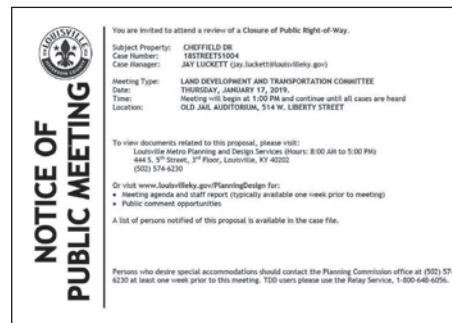 LOUISVILLE
NOTICE OF
PUBLIC MEETING
You are invited to attend a review of a Closure of Public Right-of-Way.
Subject Property: CHEFFIELD DR
Case Number: 18STREETS1004
Case Manager: JAY LUCKETT (jay.luckett@louisvilleky.gov)
Meeting Type: LAND DEVELOPMENT AND TRANSPORTATION COMMITTEE
Date: THURSDAY, JANUARY 17, 2019.
Time: Meeting will begin at 1:00 PM and continue until all cases are heard
Location: OLD JAIL AUDITORIUM, 514 W. LIBERTY STREET
To view documents related to this proposal, please visit:
Louisville Metro Planning and Design Services (Hours: 8:00 AM to 5:00 PM)
444 S. 5th Street, 3rd Floor, Louisville, KY 40202
(502) 574-6230
Or visit www.louisvilleky.gov/PlanningDesign for:
• Meeting agenda and staff report (typically available one week prior to meeting)
• Public comment opportunities
A list of persons notified of this proposal is available in the case file.
Persons who desire special accommodations should contact the Planning Commission office at (502) 574-
6230 at least one week prior to this meeting. TDD users please use the Relay Service, 1-800-648-6056.